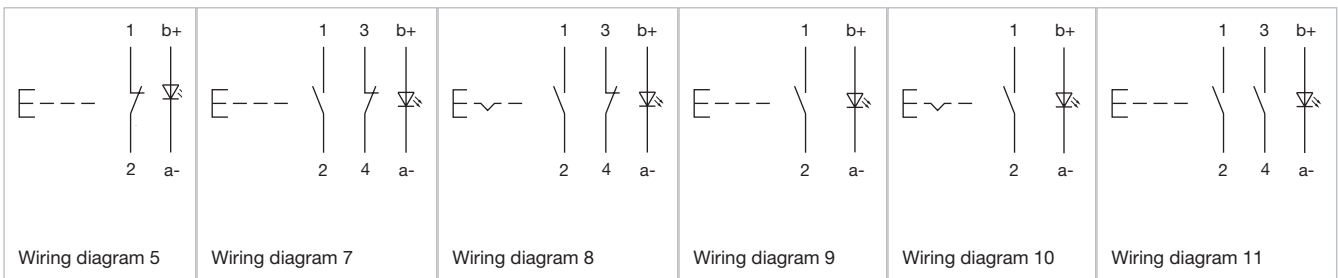 1 b+
2 a-
Wiring diagram 5
1 3 b+
2 4 a-
Wiring diagram 7
1 3 b+
2 4 a-
Wiring diagram 8
1 b+
2 a-
Wiring diagram 9
1 b+
2 a-
Wiring diagram 10
1 3 b+
2 4 a-
Wiring diagram 11